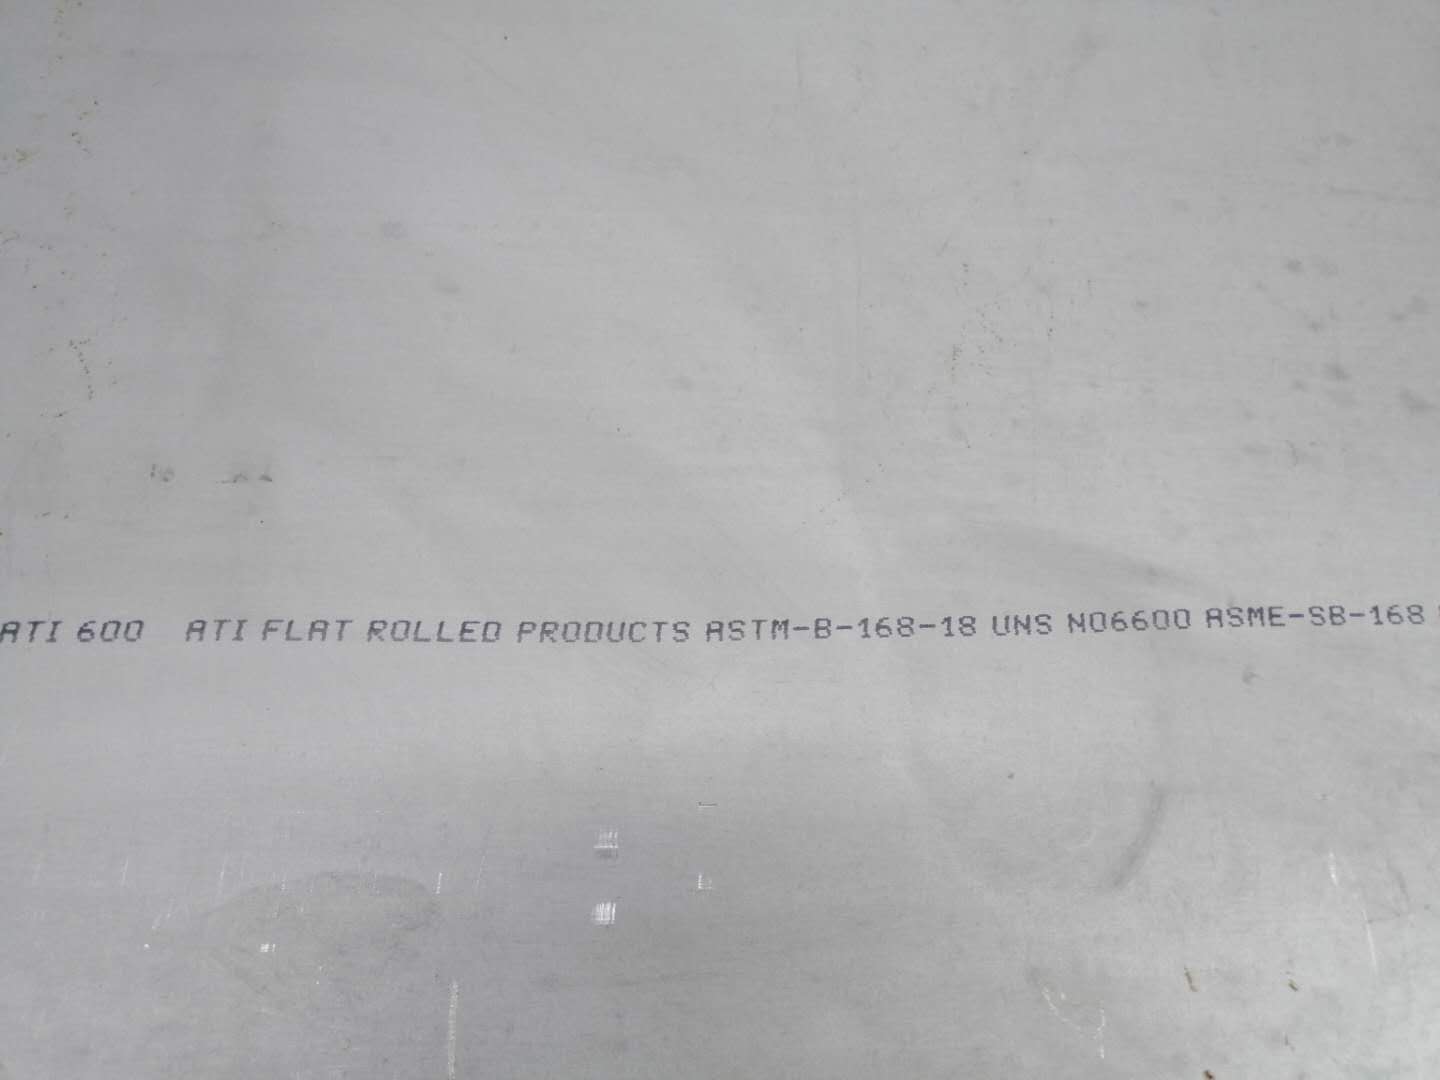 ATI 600 ATI FLAT ROLLED PRODUCTS ASTM-B-168-18 UNS N06600 ASME-SB-168